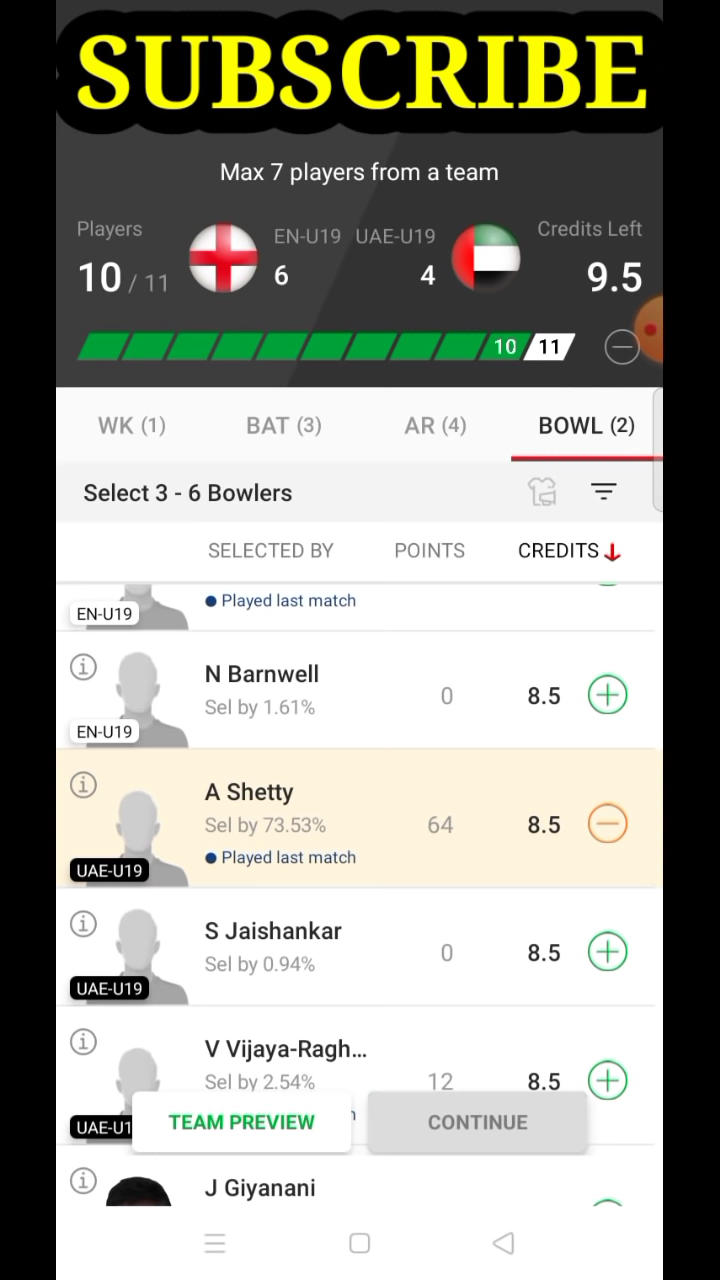 SUBSCRIBE
Max 7 players from a team
Players EN-U19 UAE-U19 Credits Left
10 / 11 6 4 9.5
10 11
WK (1) BAT (3) AR (4) BOWL (2)
Select 3 - 6 Bowlers
SELECTED BY POINTS CREDITS
Played last match
EN-U19
N Barnwell
Sel by 1.61% 0 8.5
EN-U19
A Shetty
Sel by 73.53% 64 8.5
Played last match
UAE-U19
S Jaishankar
Sel by 0.94% 0 8.5
UAE-U19
V Vijaya-Ragh...
Sel by 2.54% 12 8.5
UAE-U1
TEAM PREVIEW CONTINUE
J Giyanani